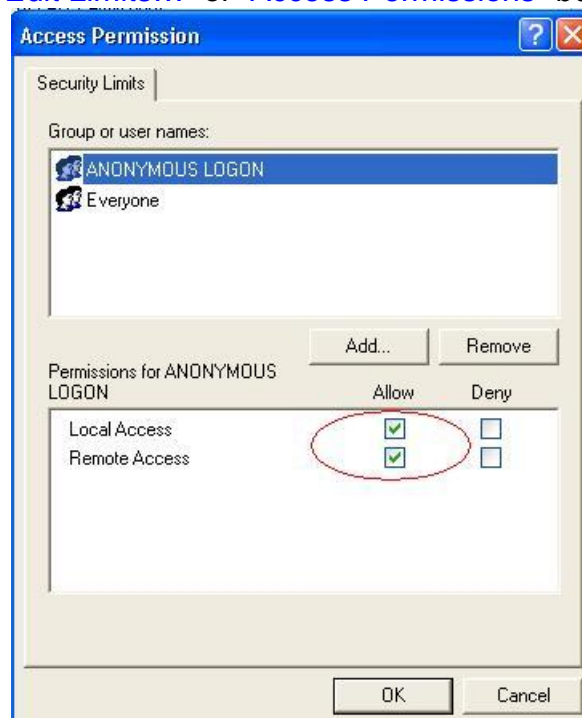 Access Permission
Security Limits
Group or user names:
ANONYMOUS LOGON
Everyone
Add...
Remove
Permissions for ANONYMOUS
LOGON
Allow
Deny
Local Access
Remote Access
OK
Cancel